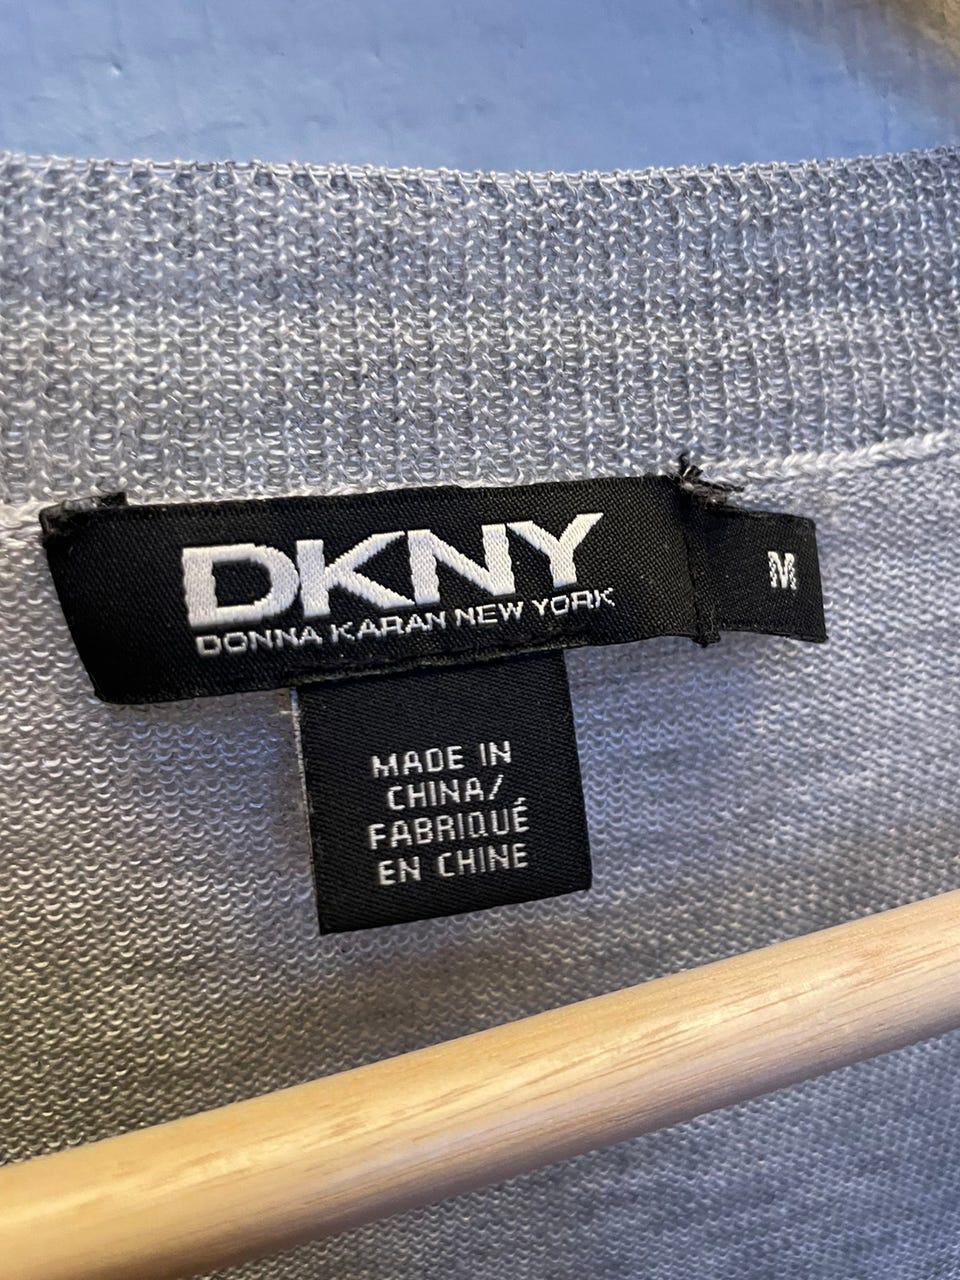 DKNY
DONNA KARAN NEW YORK
M
MADE IN
CHINA/
FABRIQUÉ
EN CHINE